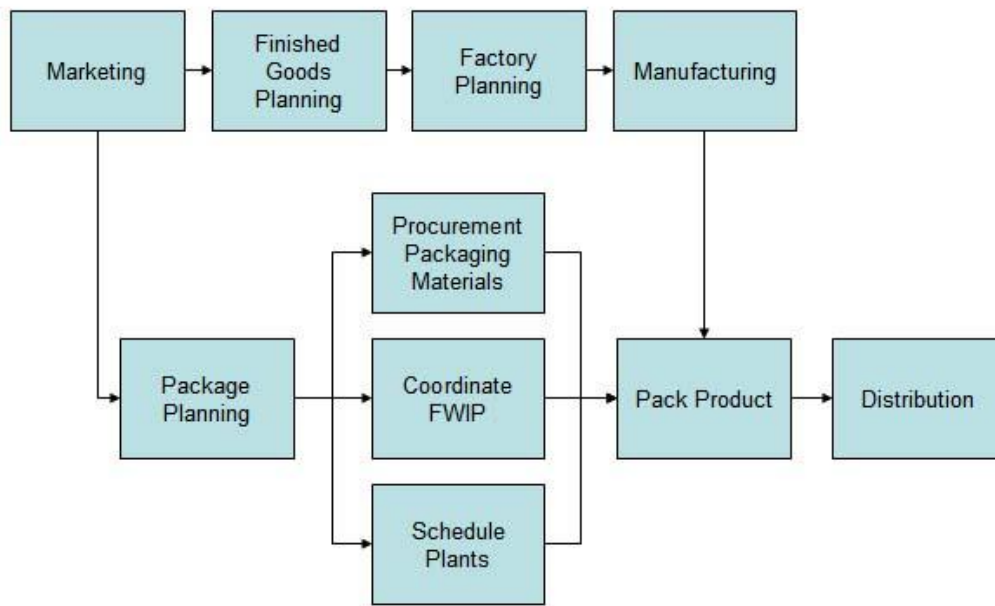 Marketing
Finished
Goods
Planning
Factory
Planning
Manufacturing
Procurement
Packaging
Materials
Package
Planning
Coordinate
FWIP
Pack Product
Distribution
Schedule
Plants